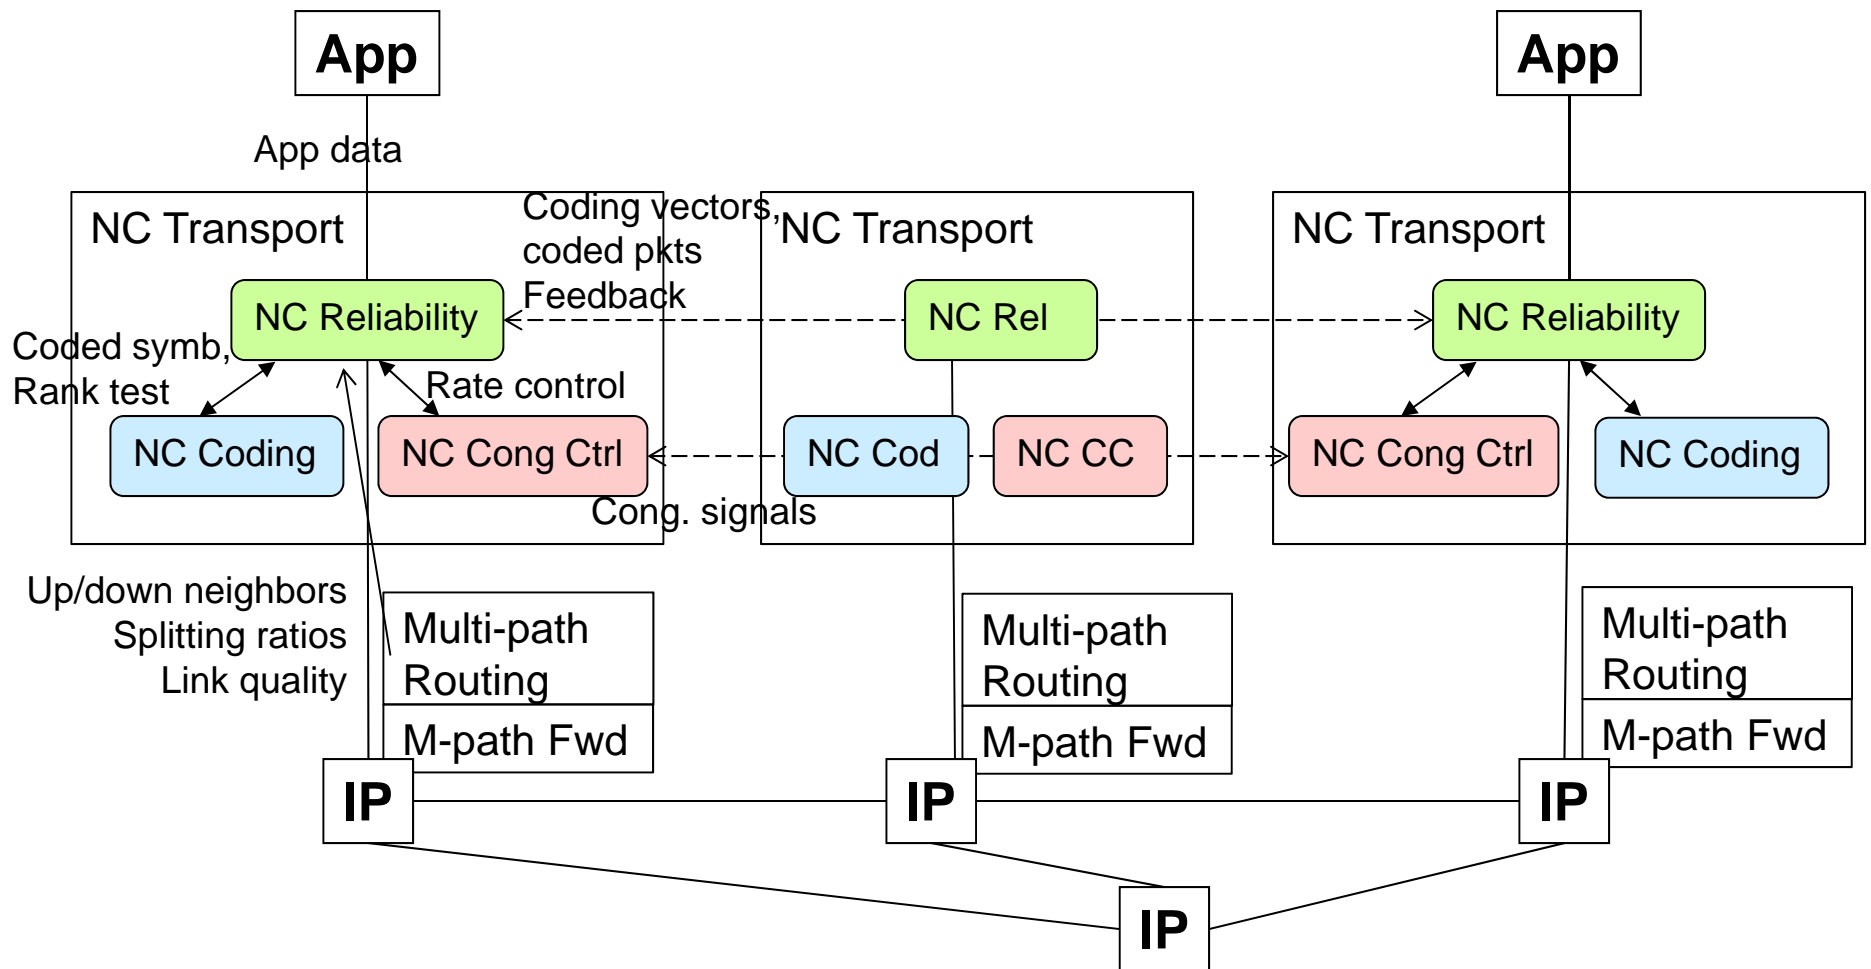 App
App
App data
NC Transport
Coding vectors,
coded pkts
Feedback
NC Transport
NC Transport
NC Reliability
NC Rel
NC Reliability
Coded symb,
Rank test
Rate control
NC Coding
NC Cong Ctrl
NC Cod
NC CC
NC Cong Ctrl
NC Coding
Cong. signals
Up/down neighbors
Splitting ratios
Link quality
Multi-path
Routing
M-path Fwd
Multi-path
Routing
M-path Fwd
Multi-path
Routing
M-path Fwd
IP
IP
IP
IP